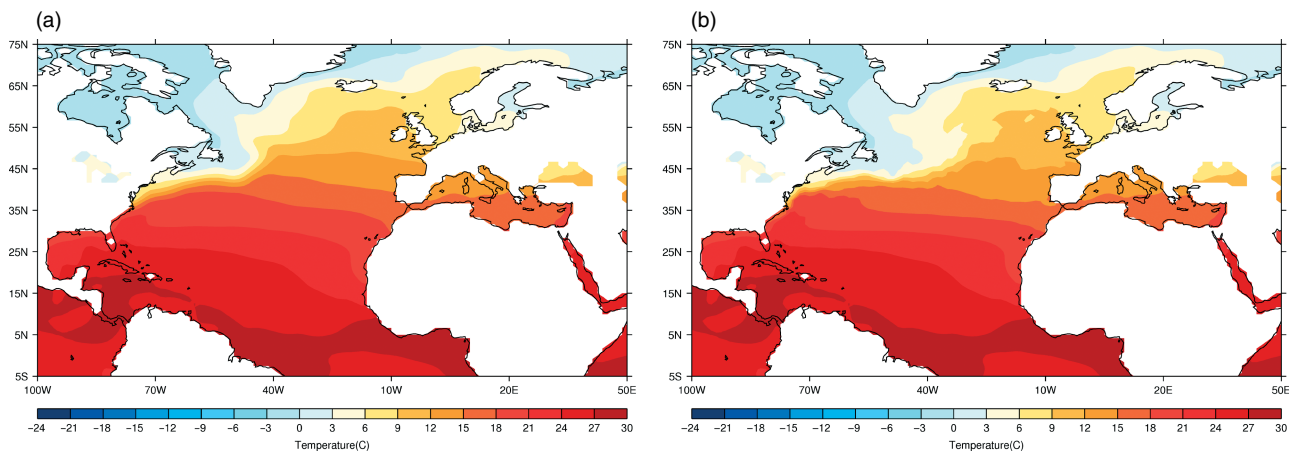 (a)
(b)
75N
65N
55N
45N
35N
25N
15N
5N
5S
100W 70W 40W 10W 20E 50E
−24 −21 −18 −15 −12 −9 −6 −3 0 3 6 9 12 15 18 21 24 27 30
Temperature(C)
75N
65N
55N
45N
35N
25N
15N
5N
5S
100W 70W 40W 10W 20E 50E
−24 −21 −18 −15 −12 −9 −6 −3 0 3 6 9 12 15 18 21 24 27 30
Temperature(C)